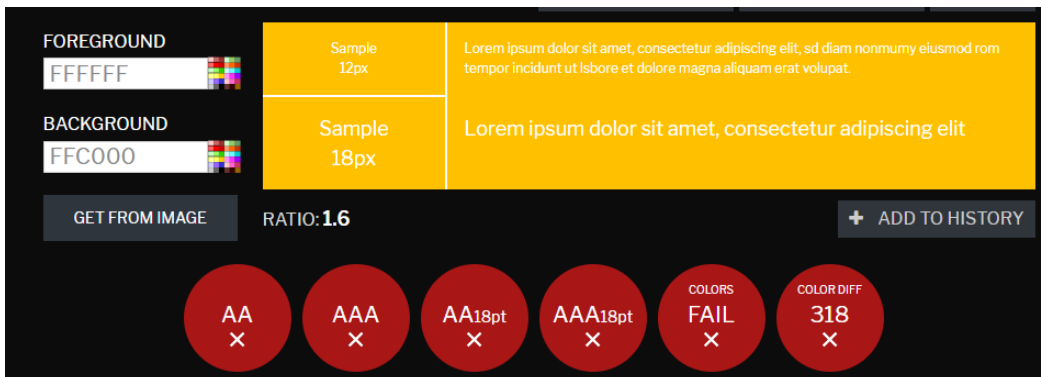 FOREGROUND
FFFFFF
BACKGROUND
FFC000
GET FROM IMAGE
Sample
12px
Lorem ipsum dolor sit amet, consectetur adipiscing elit, sd diam nonmumy eiusmod rom
tempor incidunt ut lsbore et dolore magna aliquam erat volupat.
Sample
18px
Lorem ipsum dolor sit amet, consectetur adipiscing elit
RATIO: 1.6
+ ADD TO HISTORY
AA
✕
AAA
✕
AA18pt
✕
AAA18pt
✕
COLORS
FAIL
✕
COLOR DIFF
318
✕